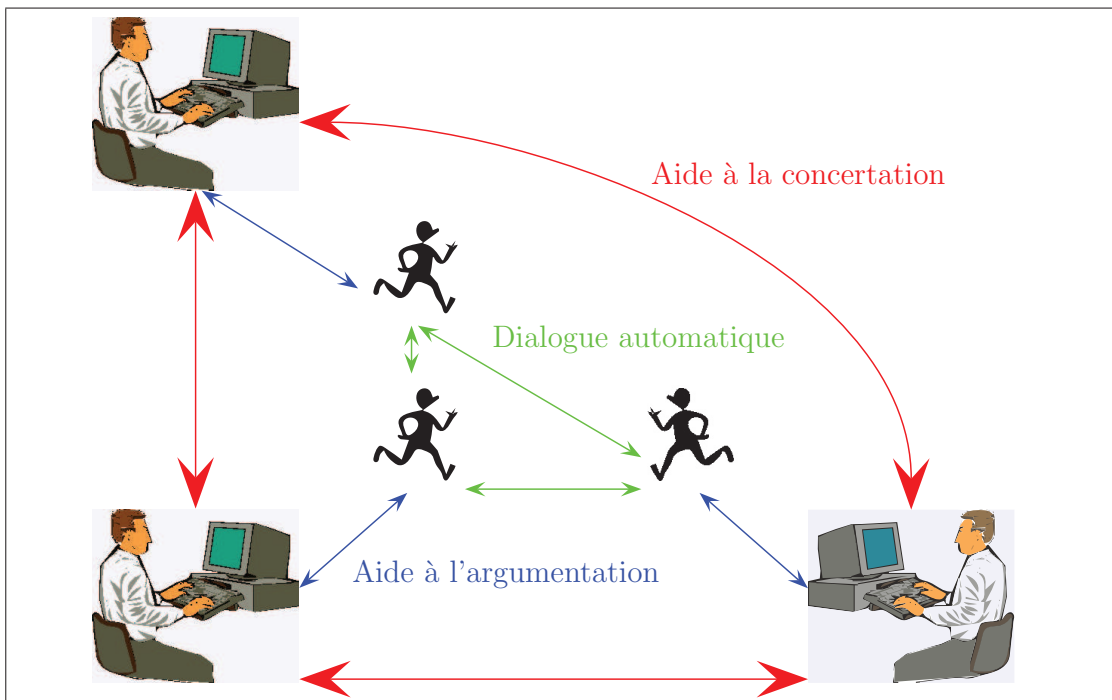 Aide à la concertation
Dialogue automatique
Aide à l'argumentation